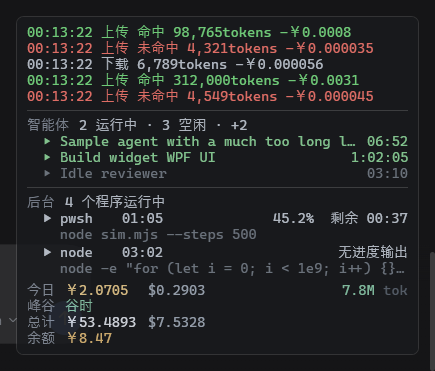 00:13:22 上传 命中 98,765tokens -￥0.0008
00:13:22 上传 未命中 4,321tokens -￥0.000035
00:13:22 下载 6,789tokens -￥0.000056
00:13:22 上传 命中 312,000tokens -￥0.0031
00:13:22 上传 未命中 4,549tokens -￥0.000045
智能体 2 运行中 · 3 空闲 · +2
▸ Sample agent with a much too long l… 06:52
▸ Build widget WPF UI 1:02:05
▸ Idle reviewer 03:10
后台 4 个程序运行中
▸ pwsh 01:05 45.2% 剩余 00:37
node sim.mjs --steps 500
▸ node 03:02 无进度输出
node -e "for (let i = 0; i < 1e9; i++) {}…
今日 ￥2.0705 $0.2903 7.8M tok
峰谷 谷时
总计 ￥53.4893 $7.5328
余额 ￥8.47